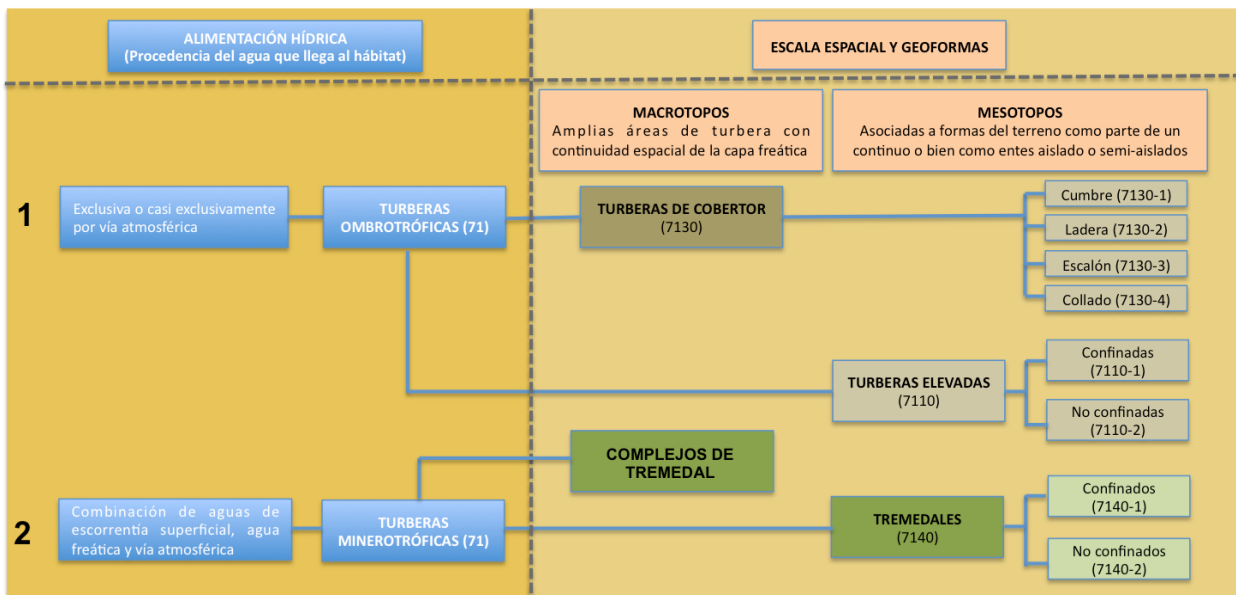 ALIMENTACIÓN HÍDRICA
(Procedencia del agua que llega al hábitat)
ESCALA ESPACIAL Y GEOFORMAS
MACROTOPOS
Amplias áreas de turbera con
continuidad espacial de la capa freática
MESOTOPOS
Asociadas a formas del terreno como parte de un
continuo o bien como entes aislado o semi-aislados
1
Exclusiva o casi exclusivamente
por vía atmosférica
TURBERAS
OMBROTRÓFICAS (71)
TURBERAS DE COBERTOR
(7130)
Cumbre (7130-1)
Ladera (7130-2)
Escalón (7130-3)
Collado (7130-4)
TURBERAS ELEVADAS
(7110)
Confinadas
(7110-1)
No confinadas
(7110-2)
COMPLEJOS DE
TREMEDAL
2
Combinación de aguas de
escorrentía superficial, agua
freática y vía atmosférica
TURBERAS
MINEROTRÓFICAS (71)
TREMEDALES
(7140)
Confinados
(7140-1)
No confinados
(7140-2)